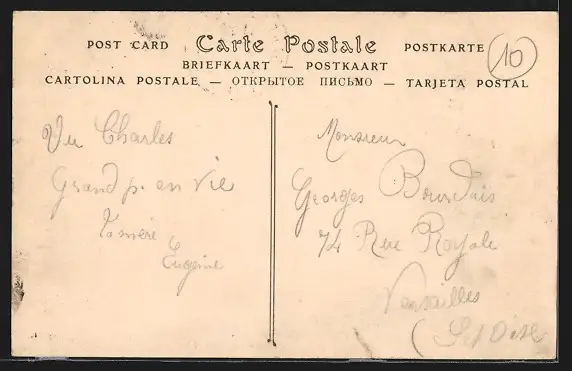 POST CARD Carte Postale POSTKARTE 10
BRIEFKAART — POSTKAART
CARTOLINA POSTALE — ОТКРЫТОЕ ПИСЬМО — TARJETA POSTAL
Vu Charles
Grand p. en vie
Ta mère
Eugenie
Monsieur
Georges Bourdais
74 Rue Royale
Versailles
(S et Oise